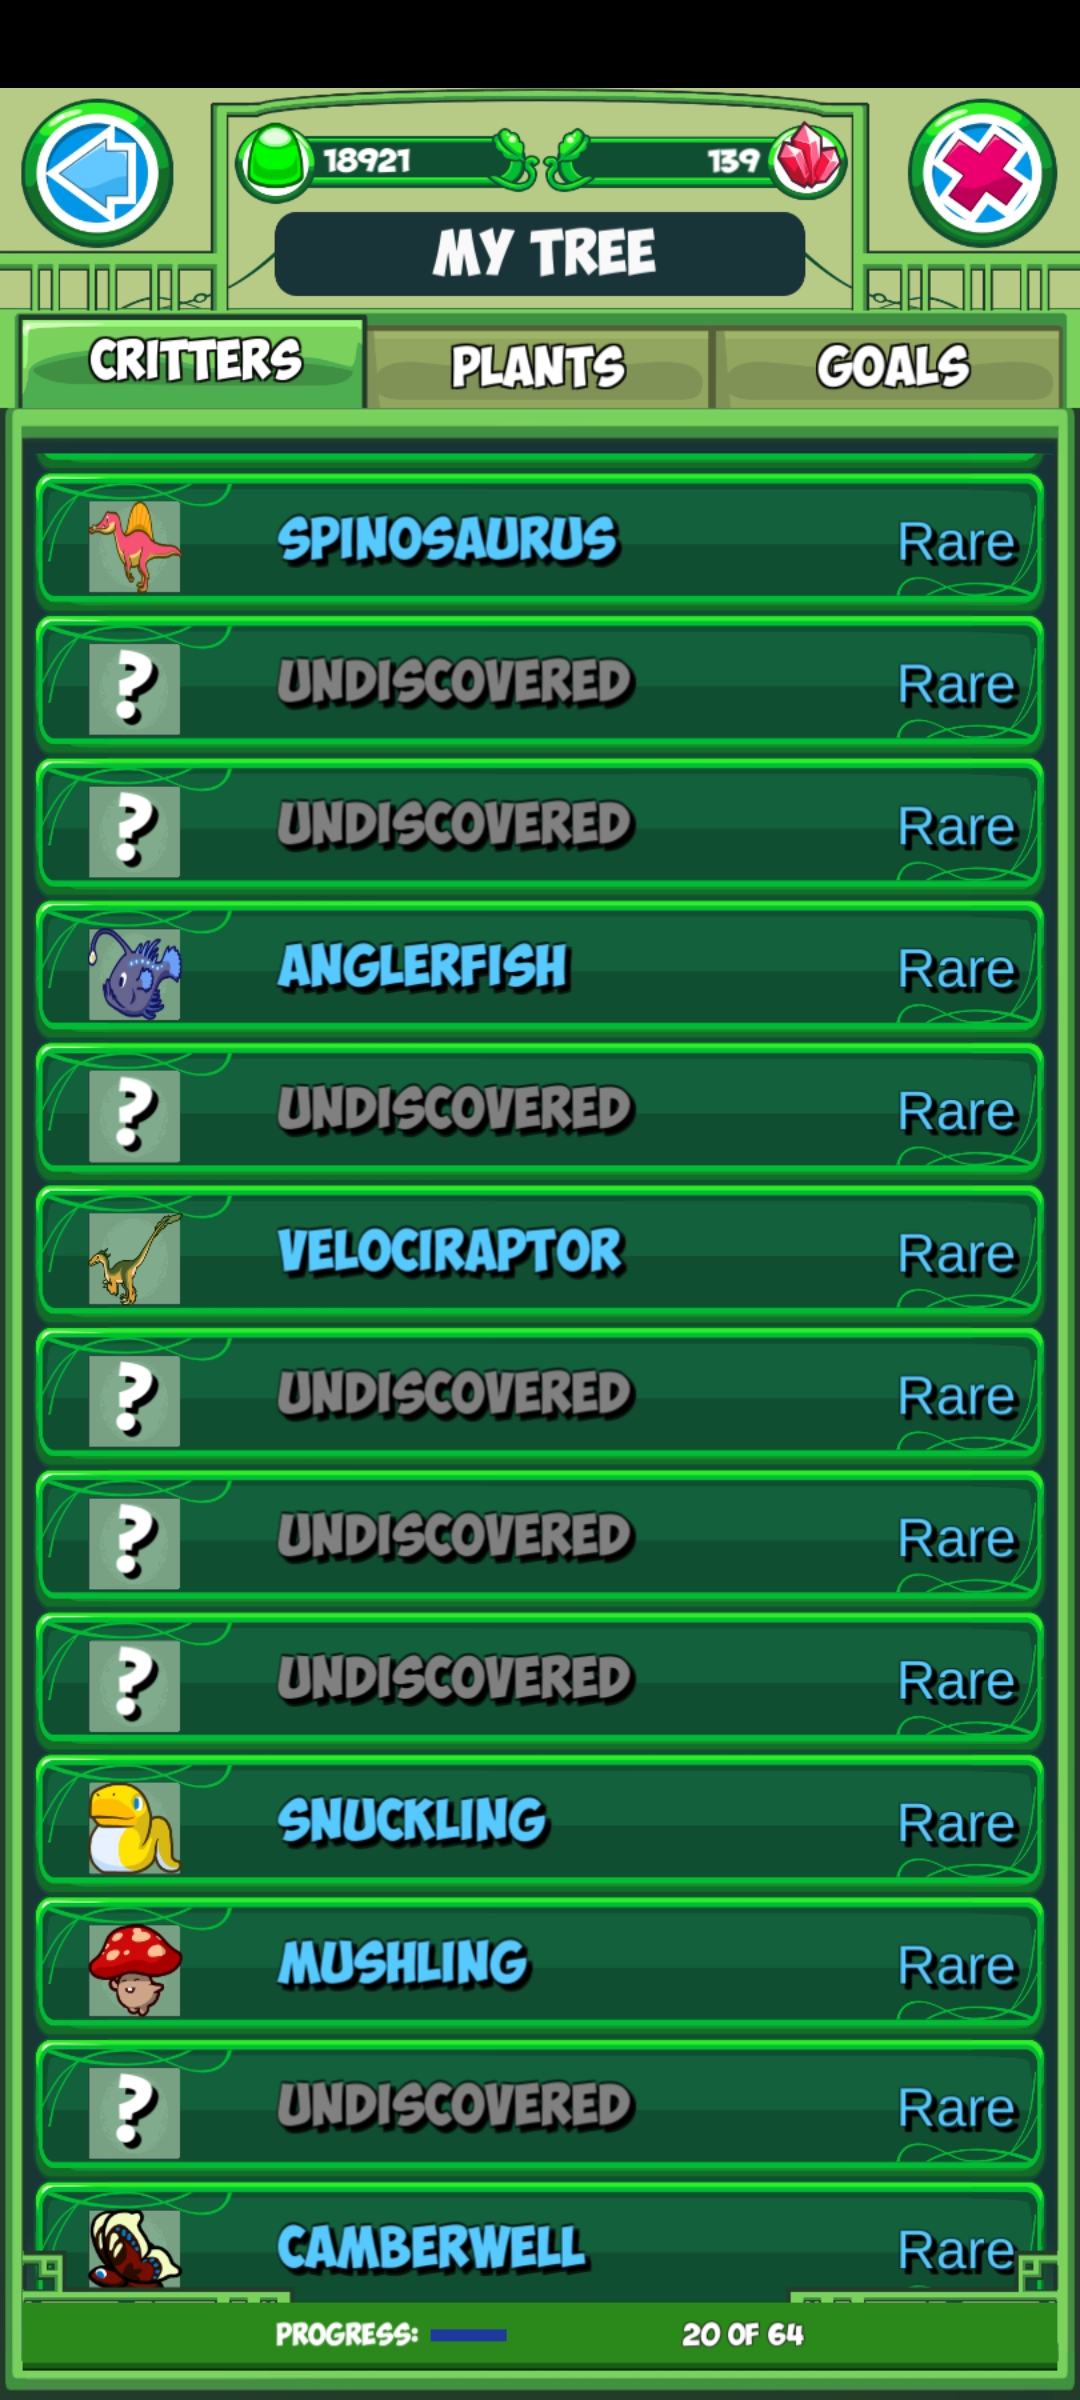 18921
139
MY TREE
CRITTERS PLANTS GOALS
SPINOSAURUS Rare
? UNDISCOVERED Rare
? UNDISCOVERED Rare
ANGLERFISH Rare
? UNDISCOVERED Rare
VELOCIRAPTOR Rare
? UNDISCOVERED Rare
? UNDISCOVERED Rare
? UNDISCOVERED Rare
SNUCKLING Rare
MUSHLING Rare
? UNDISCOVERED Rare
CAMBERWELL Rare
PROGRESS: 20 OF 64